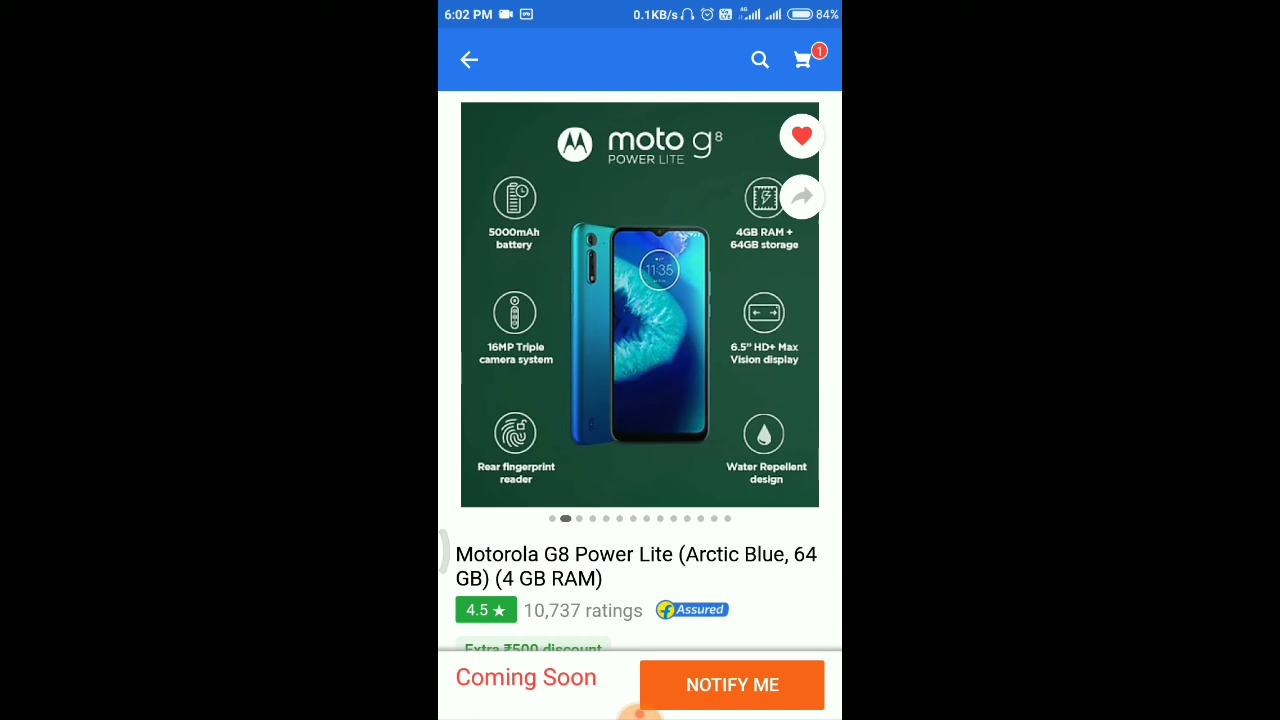 6:02 PM 0.1KB/s 4G 84%
1
moto g8
POWER LITE
5000mAh
battery
4GB RAM +
64GB storage
11:35
16MP Triple
camera system
6.5" HD+ Max
Vision display
Rear fingerprint
reader
Water Repellent
design
Motorola G8 Power Lite (Arctic Blue, 64
GB) (4 GB RAM)
4.5 ★ 10,737 ratings Assured
Extra ₹500 discount
Coming Soon
NOTIFY ME